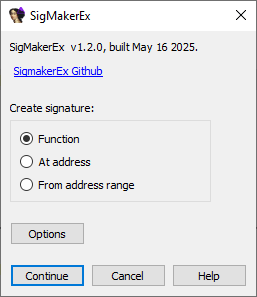 SigMakerEx
SigMakerEx v1.2.0, built May 16 2025.
SigmakerEx Github
Create signature:
Function
At address
From address range
Options
Continue Cancel Help